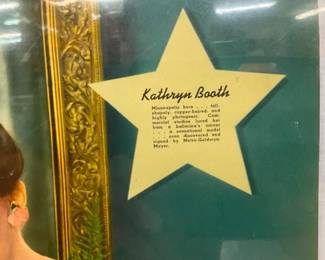 Kathryn Booth
Minneapolis born . . . tall,
shapely, copper-haired, and
highly photogenic. Com-
mercial studios lured her
from a ballerina's career
. . . a sensational model
. . . soon discovered and
signed by Metro-Goldwyn-
Mayer.